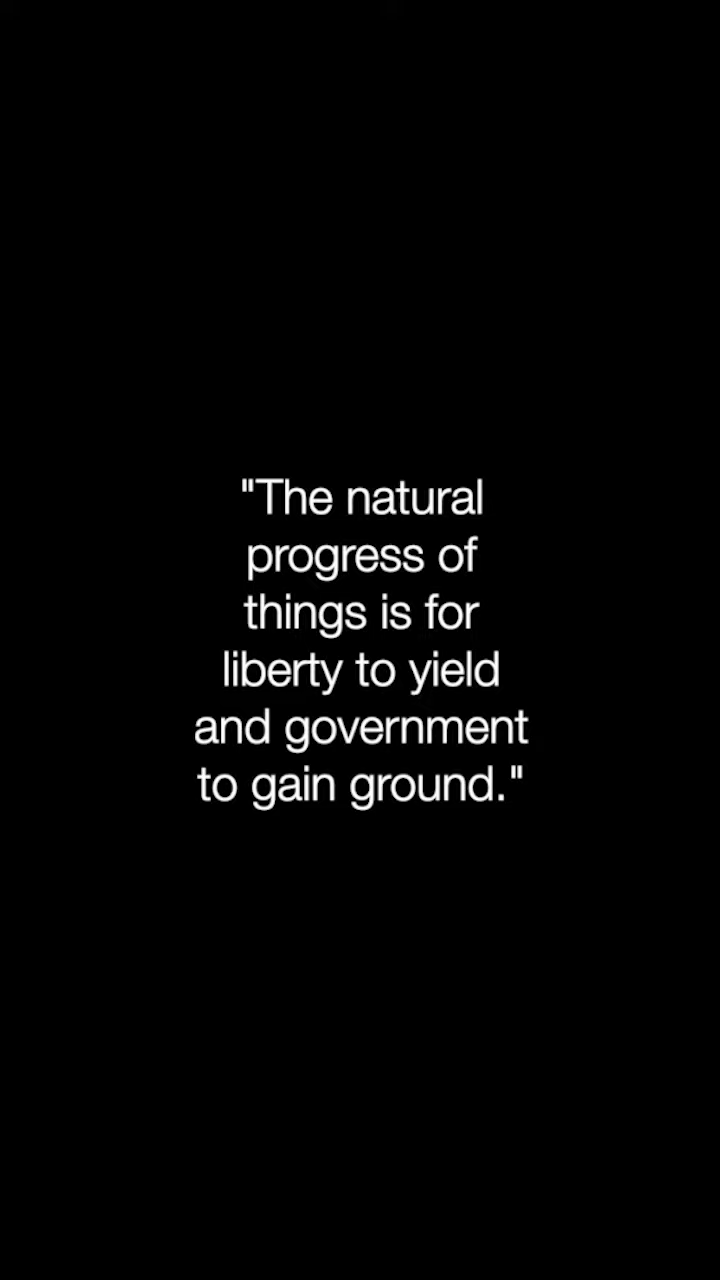 "The natural
progress of
things is for
liberty to yield
and government
to gain ground."